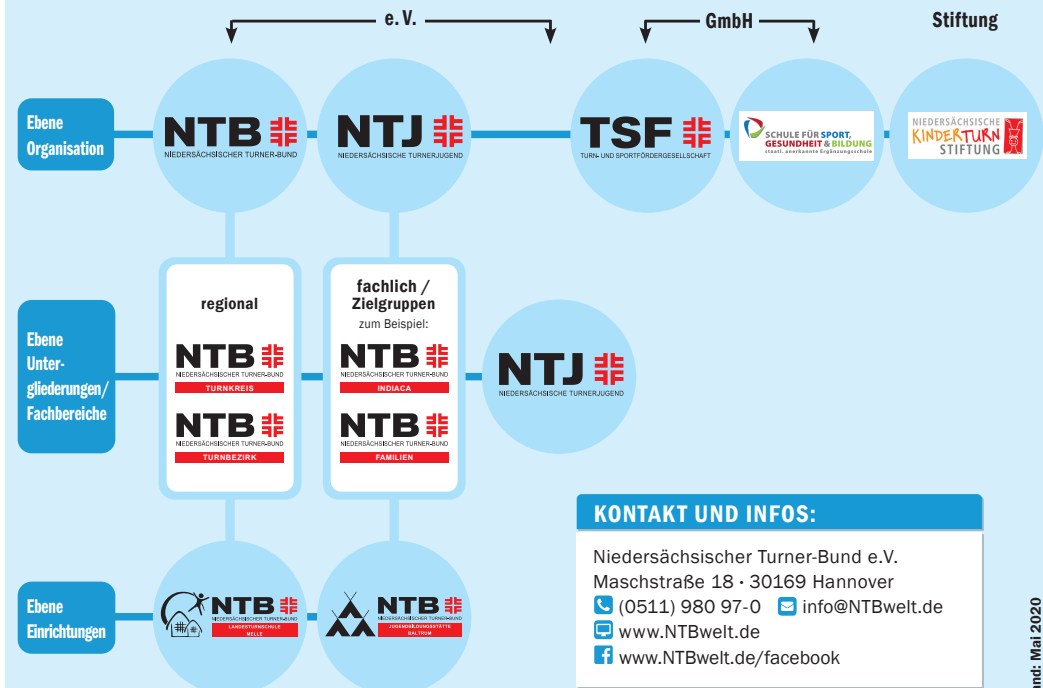 e. V.
GmbH
Stiftung
Ebene
Organisation
NTB
NIEDERSÄCHSISCHER TURNER-BUND
NTJ
NIEDERSÄCHSISCHE TURNERJUGEND
TSF
TURN- UND SPORTFÖRDERGESELLSCHAFT
SCHULE FÜR SPORT,
GESUNDHEIT & BILDUNG
staatl. anerkannte Ergänzungsschule
NIEDERSÄCHSISCHE
KINDERTURN
STIFTUNG
Ebene
Unter-
gliederungen/
Fachbereiche
regional
NTB
NIEDERSÄCHSISCHER TURNER-BUND
TURNKREIS
NTB
NIEDERSÄCHSISCHER TURNER-BUND
TURNBEZIRK
fachlich /
Zielgruppen
zum Beispiel:
NTB
NIEDERSÄCHSISCHER TURNER-BUND
INDIACA
NTB
NIEDERSÄCHSISCHER TURNER-BUND
FAMILIEN
NTJ
NIEDERSÄCHSISCHE TURNERJUGEND
Ebene
Einrichtungen
NTB
NIEDERSÄCHSISCHER TURNER-BUND
LANDESTURNSCHULE
MELLE
NTB
NIEDERSÄCHSISCHER TURNER-BUND
JUGENDBILDUNGSSTÄTTE
BALTRUM
KONTAKT UND INFOS:
Niedersächsischer Turner-Bund e.V.
Maschstraße 18 · 30169 Hannover
(0511) 980 97-0 info@NTBwelt.de
www.NTBwelt.de
www.NTBwelt.de/facebook
Mai 2020